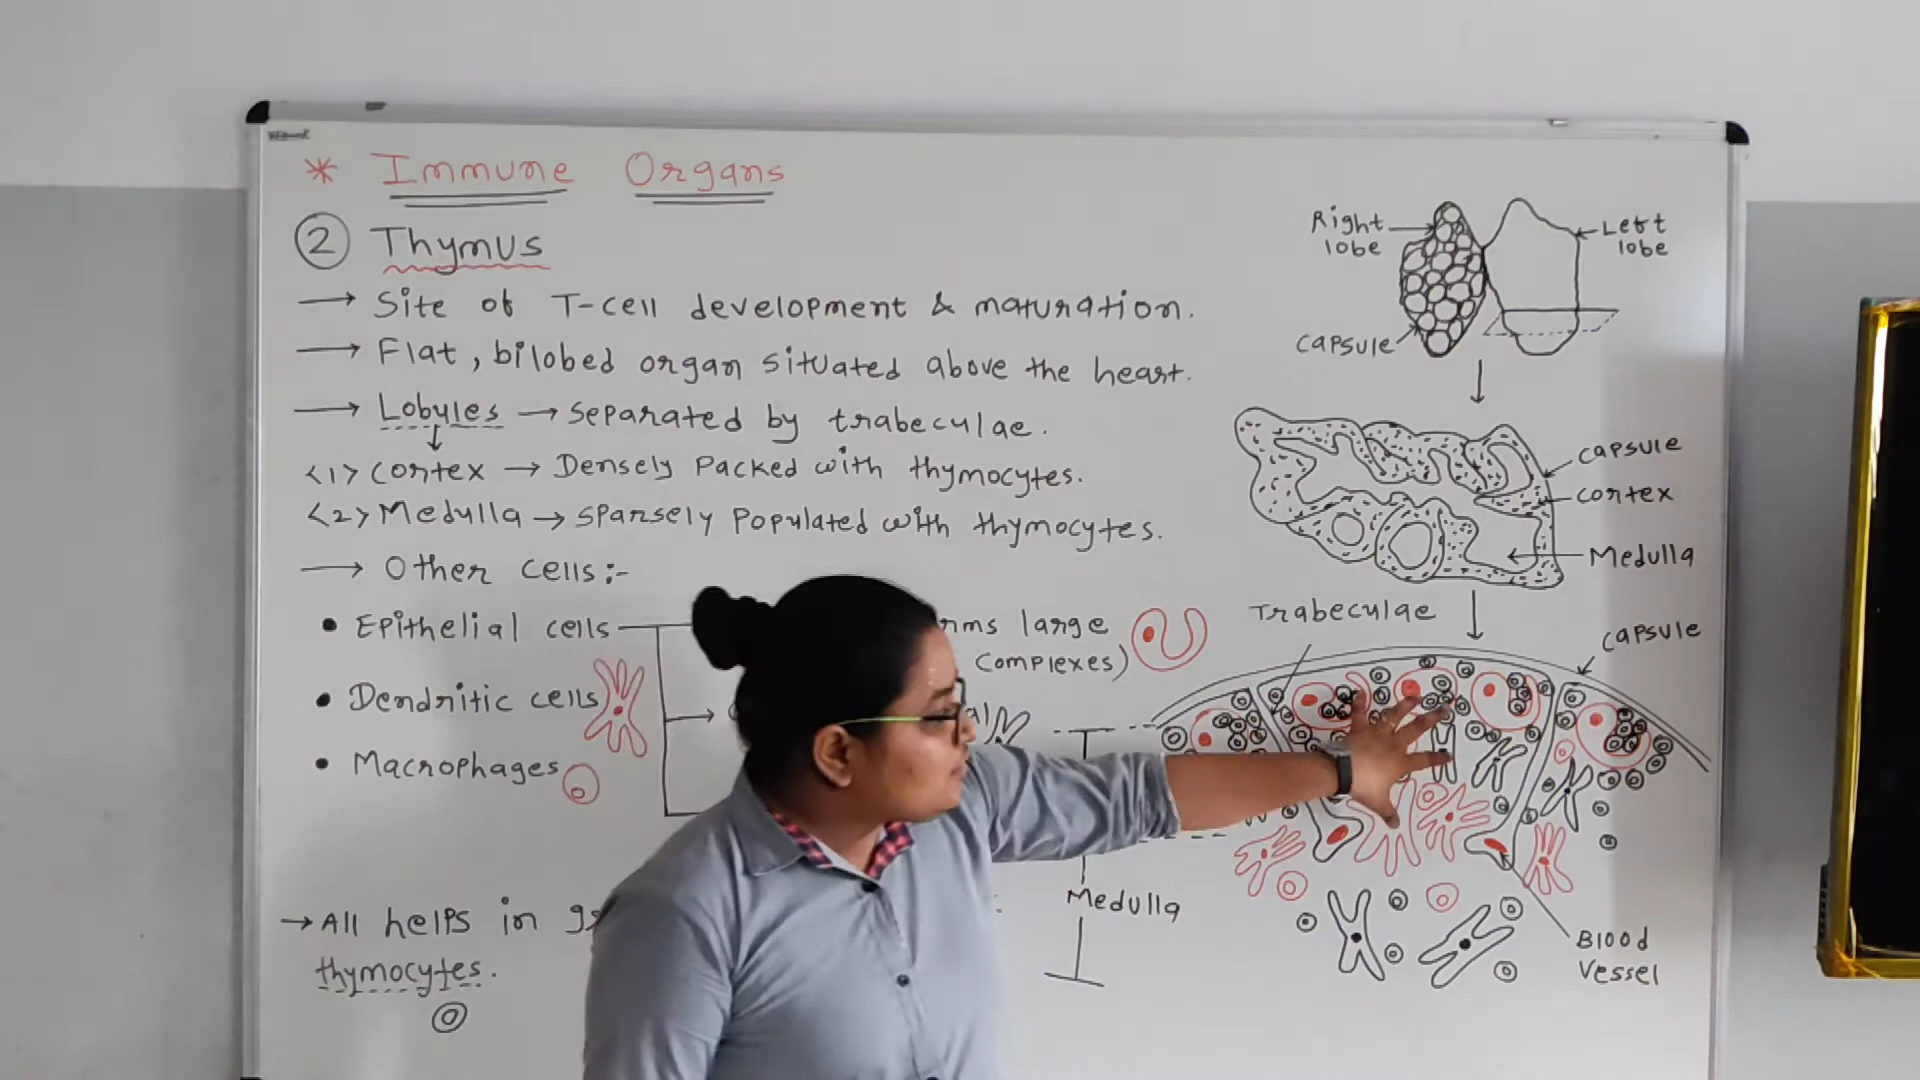 * Immune Organs
② Thymus
→ Site of T-cell development & maturation.
→ Flat, bilobed organ situated above the heart.
→ Lobules → separated by trabeculae.
<1> Cortex → Densely Packed with thymocytes.
<2> Medulla → sparsely populated with thymocytes.
→ Other cells:-
• Epithelial cells
rms large
complexes)
• Dendritic cells
• Macrophages
→ All helps in
thymocytes.
Right lobe
Left lobe
capsule
capsule
cortex
Medulla
Trabeculae
capsule
Medulla
Blood
vessel